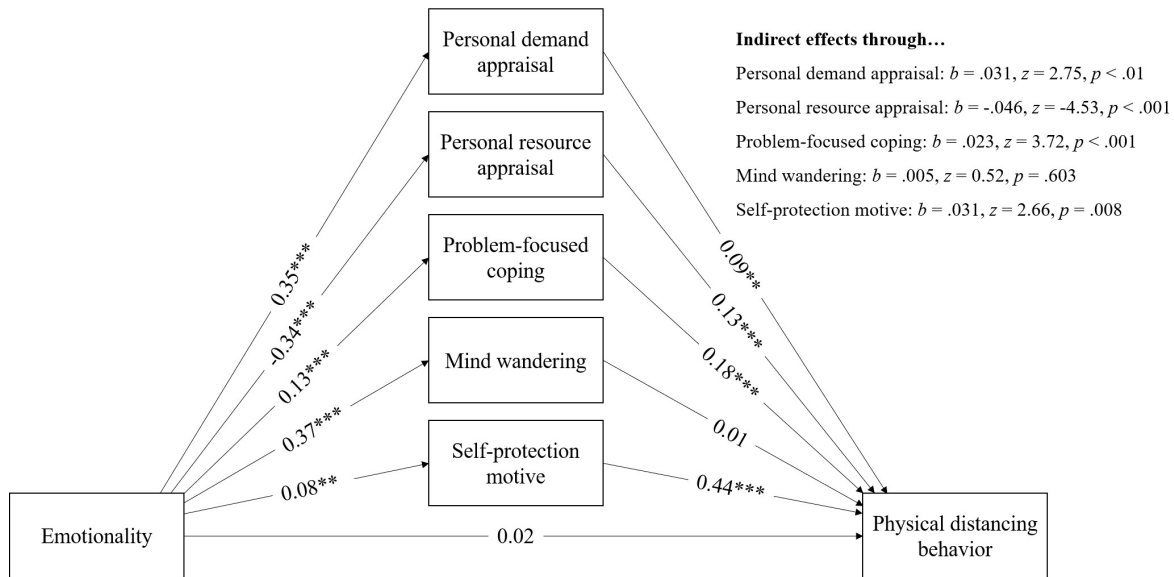 Personal demand
appraisal
Indirect effects through…
Personal demand appraisal: b = .031, z = 2.75, p < .01
Personal resource appraisal: b = -.046, z = -4.53, p < .001
Problem-focused coping: b = .023, z = 3.72, p < .001
Mind wandering: b = .005, z = 0.52, p = .603
Self-protection motive: b = .031, z = 2.66, p = .008
Personal resource
appraisal
Problem-focused
coping
Mind wandering
Self-protection
motive
0.35***
-0.34***
0.13***
0.37***
0.08**
0.09**
0.13***
0.18***
0.01
0.44***
Emotionality
0.02
Physical distancing
behavior